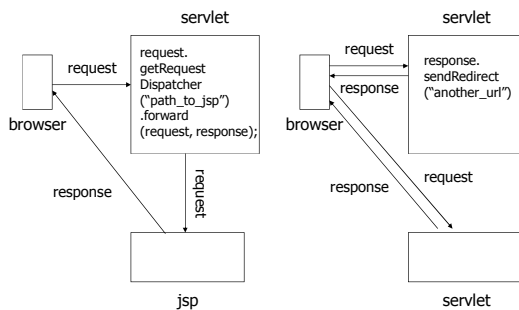 servlet
request.
getRequest
Dispatcher
(“path_to_jsp”)
.forward
(request, response);
request
browser
response
request
jsp
servlet
response.
sendRedirect
(“another_url”)
request
response
browser
request
response
servlet